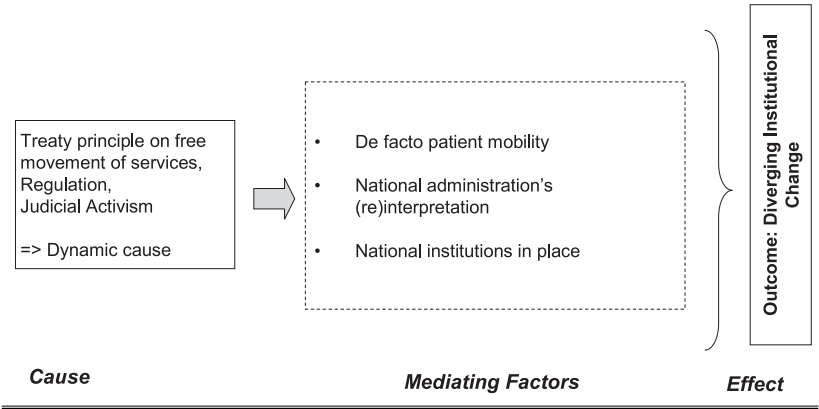 Treaty principle on free
movement of services,
Regulation,
Judicial Activism
=> Dynamic cause
• De facto patient mobility
• National administration's
(re)interpretation
• National institutions in place
Outcome: Diverging Institutional
Change
Cause
Mediating Factors
Effect